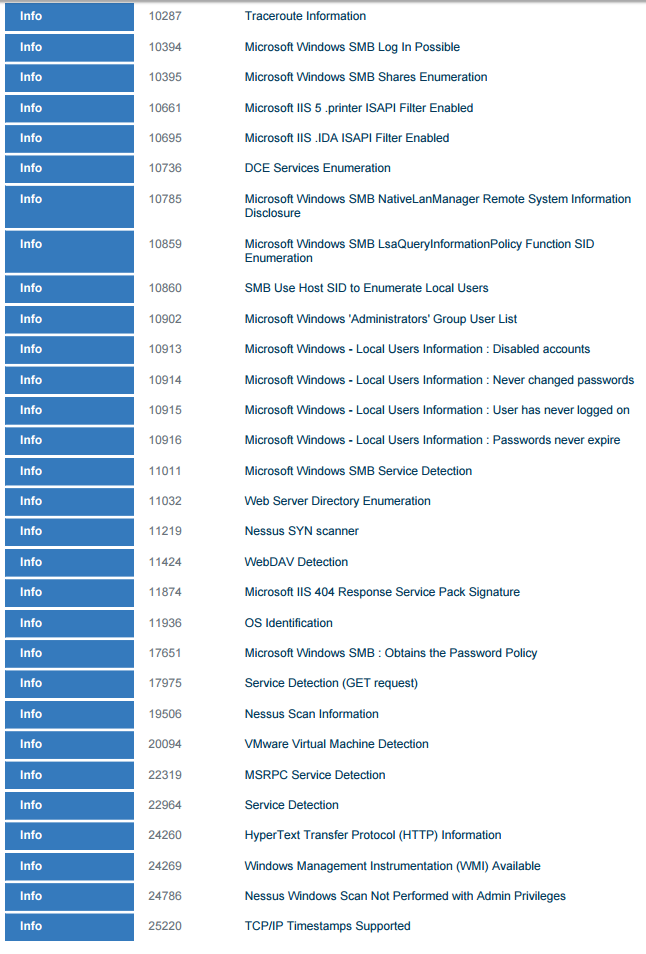 Info 10287 Traceroute Information
Info 10394 Microsoft Windows SMB Log In Possible
Info 10395 Microsoft Windows SMB Shares Enumeration
Info 10661 Microsoft IIS 5 .printer ISAPI Filter Enabled
Info 10695 Microsoft IIS .IDA ISAPI Filter Enabled
Info 10736 DCE Services Enumeration
Info 10785 Microsoft Windows SMB NativeLanManager Remote System Information
Disclosure
Info 10859 Microsoft Windows SMB LsaQueryInformationPolicy Function SID
Enumeration
Info 10860 SMB Use Host SID to Enumerate Local Users
Info 10902 Microsoft Windows 'Administrators' Group User List
Info 10913 Microsoft Windows - Local Users Information : Disabled accounts
Info 10914 Microsoft Windows - Local Users Information : Never changed passwords
Info 10915 Microsoft Windows - Local Users Information : User has never logged on
Info 10916 Microsoft Windows - Local Users Information : Passwords never expire
Info 11011 Microsoft Windows SMB Service Detection
Info 11032 Web Server Directory Enumeration
Info 11219 Nessus SYN scanner
Info 11424 WebDAV Detection
Info 11874 Microsoft IIS 404 Response Service Pack Signature
Info 11936 OS Identification
Info 17651 Microsoft Windows SMB : Obtains the Password Policy
Info 17975 Service Detection (GET request)
Info 19506 Nessus Scan Information
Info 20094 VMware Virtual Machine Detection
Info 22319 MSRPC Service Detection
Info 22964 Service Detection
Info 24260 HyperText Transfer Protocol (HTTP) Information
Info 24269 Windows Management Instrumentation (WMI) Available
Info 24786 Nessus Windows Scan Not Performed with Admin Privileges
Info 25220 TCP/IP Timestamps Supported